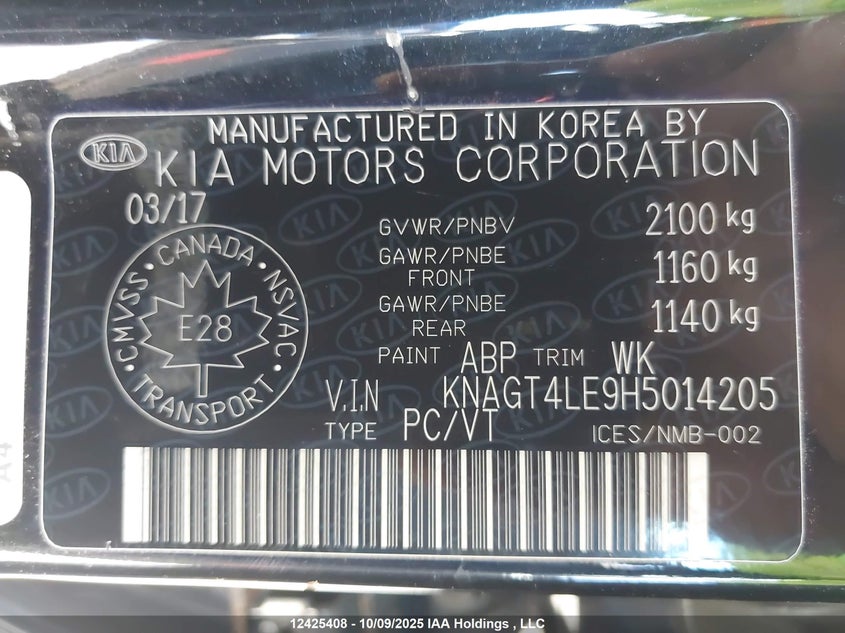 MANUFACTURED IN KOREA BY
KIA
KIA MOTORS CORPORATION
03/17
GVWR/PNBV 2100 kg
GAWR/PNBE FRONT 1160 kg
GAWR/PNBE REAR 1140 kg
PAINT ABP TRIM WK
CANADA
CMVSS · NSVAC
E28
TRANSPORT
V.I.N KNAGT4LE9H5014205
TYPE PC/VT ICES/NMB-002
A4
12425408 - 10/09/2025 IAA Holdings , LLC